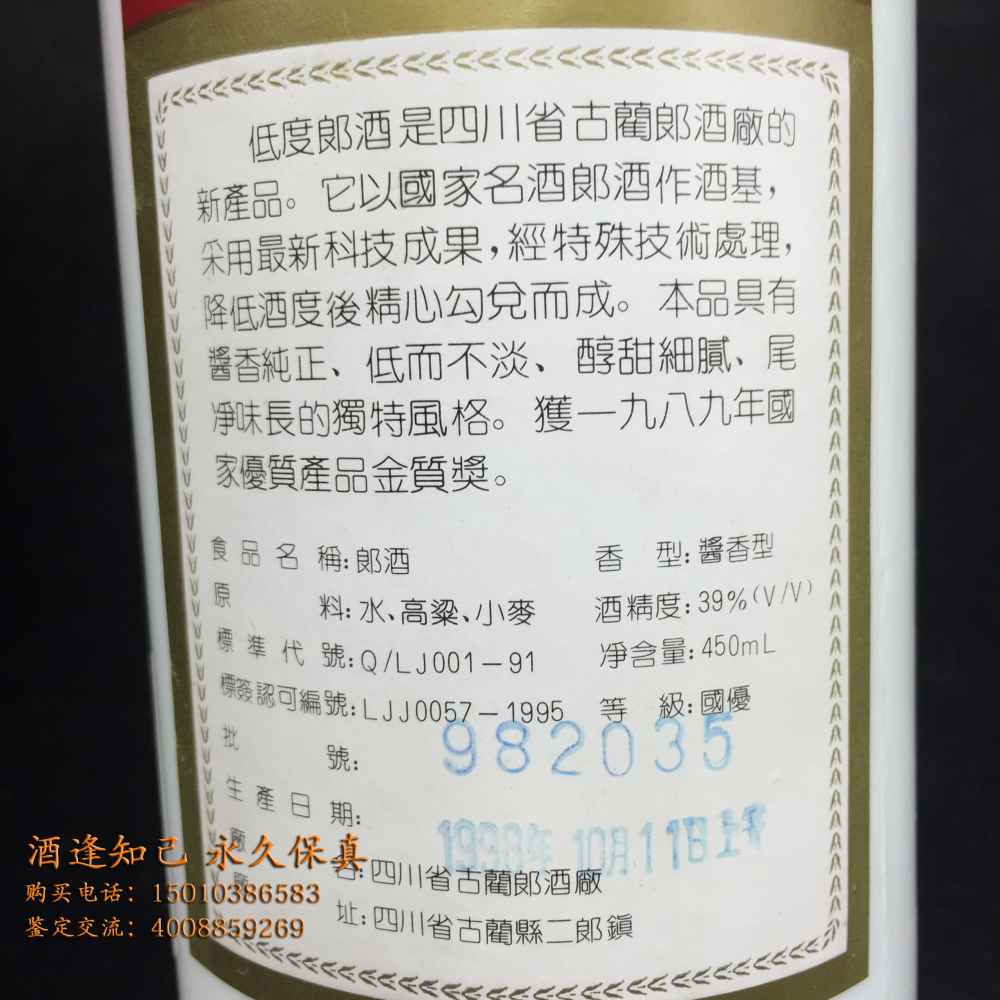 低度郎酒是四川省古藺郎酒廠的
新產品。它以國家名酒郎酒作酒基,
采用最新科技成果,經特殊技術處理,
降低酒度後精心勾兌而成。本品具有
醬香純正、低而不淡、醇甜細膩、尾
凈味長的獨特風格。獲一九八九年國
家優質產品金質獎。
食品名稱:郎酒 香型:醬香型
原料:水、高粱、小麥 酒精度:39%(V/V)
標準代號:Q/LJ001-91 凈含量:450mL
標簽認可編號:LJJ0057-1995 等級:國優
批號: 982035
生產日期: 1998年10月11日
廠名:四川省古藺郎酒廠
廠址:四川省古藺縣二郎鎮
酒逢知己 永久保真
购买电话:15010386583
鉴定交流:4008859269